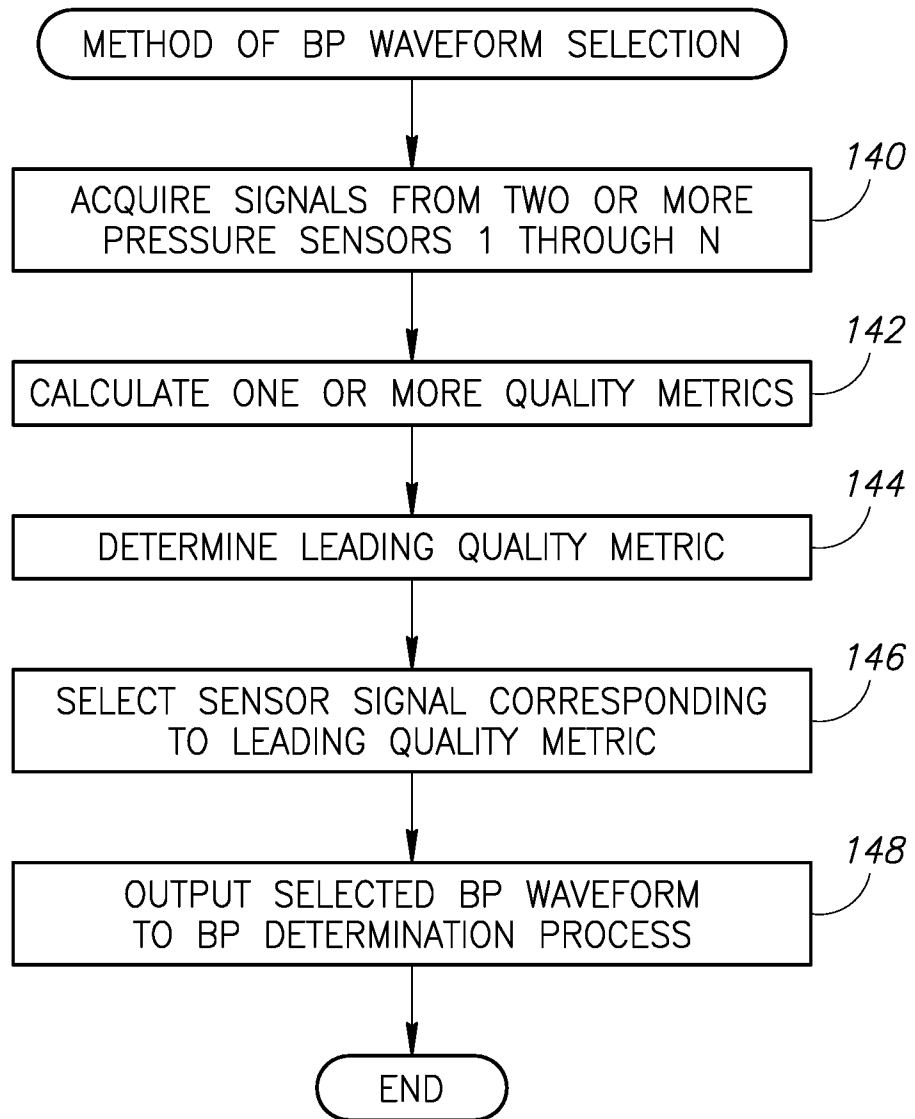 METHOD OF BP WAVEFORM SELECTION
140
ACQUIRE SIGNALS FROM TWO OR MORE
PRESSURE SENSORS 1 THROUGH N
142
CALCULATE ONE OR MORE QUALITY METRICS
144
DETERMINE LEADING QUALITY METRIC
146
SELECT SENSOR SIGNAL CORRESPONDING
TO LEADING QUALITY METRIC
148
OUTPUT SELECTED BP WAVEFORM
TO BP DETERMINATION PROCESS
END